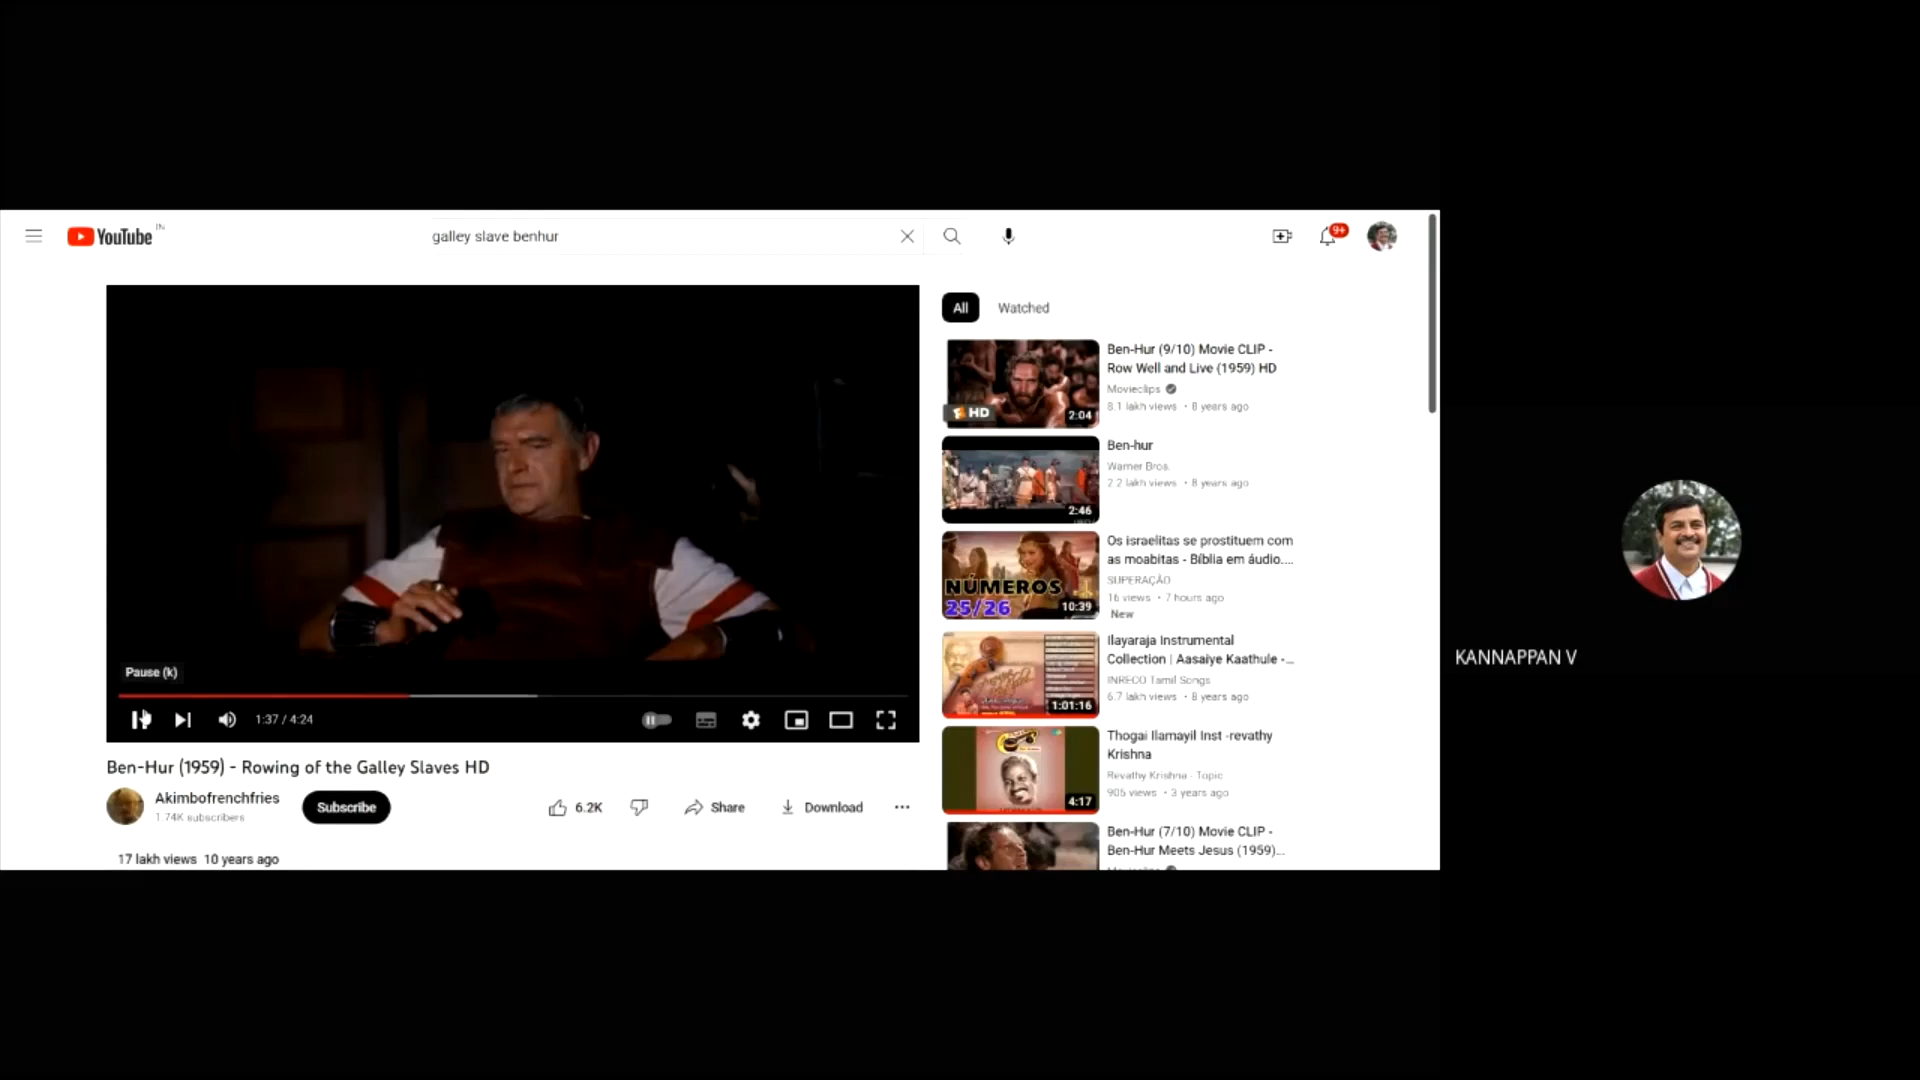 YouTube IN
galley slave benhur
9+
Pause (k)
1:37 / 4:24
Ben-Hur (1959) - Rowing of the Galley Slaves HD
Akimbofrenchfries
1.74K subscribers
Subscribe
6.2K
Share
Download
17 lakh views 10 years ago
All
Watched
HD
2:04
Ben-Hur (9/10) Movie CLIP -
Row Well and Live (1959) HD
Movieclips
8.1 lakh views • 8 years ago
2:46
Ben-hur
Warner Bros.
2.2 lakh views • 8 years ago
NÚMEROS
25/26
10:39
Os israelitas se prostituem com
as moabitas - Bíblia em áudio....
SUPERAÇÃO
16 views • 7 hours ago
New
1:01:16
Ilayaraja Instrumental
Collection | Aasaiye Kaathule -...
INRECO Tamil Songs
6.7 lakh views • 8 years ago
4:17
Thogai Ilamayil Inst -revathy
Krishna
Revathy Krishna - Topic
905 views • 3 years ago
Ben-Hur (7/10) Movie CLIP -
Ben-Hur Meets Jesus (1959)...
KANNAPPAN V